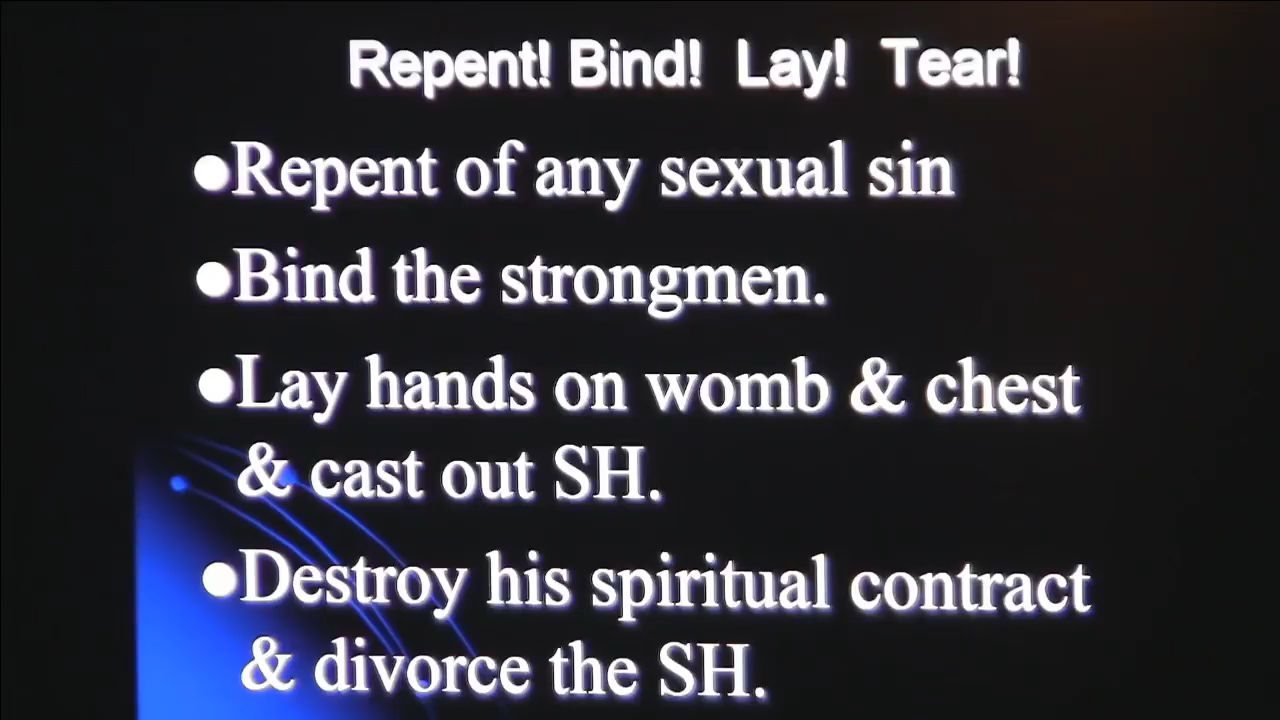 Repent! Bind! Lay! Tear!
●Repent of any sexual sin
●Bind the strongmen.
●Lay hands on womb & chest
& cast out SH.
●Destroy his spiritual contract
& divorce the SH.